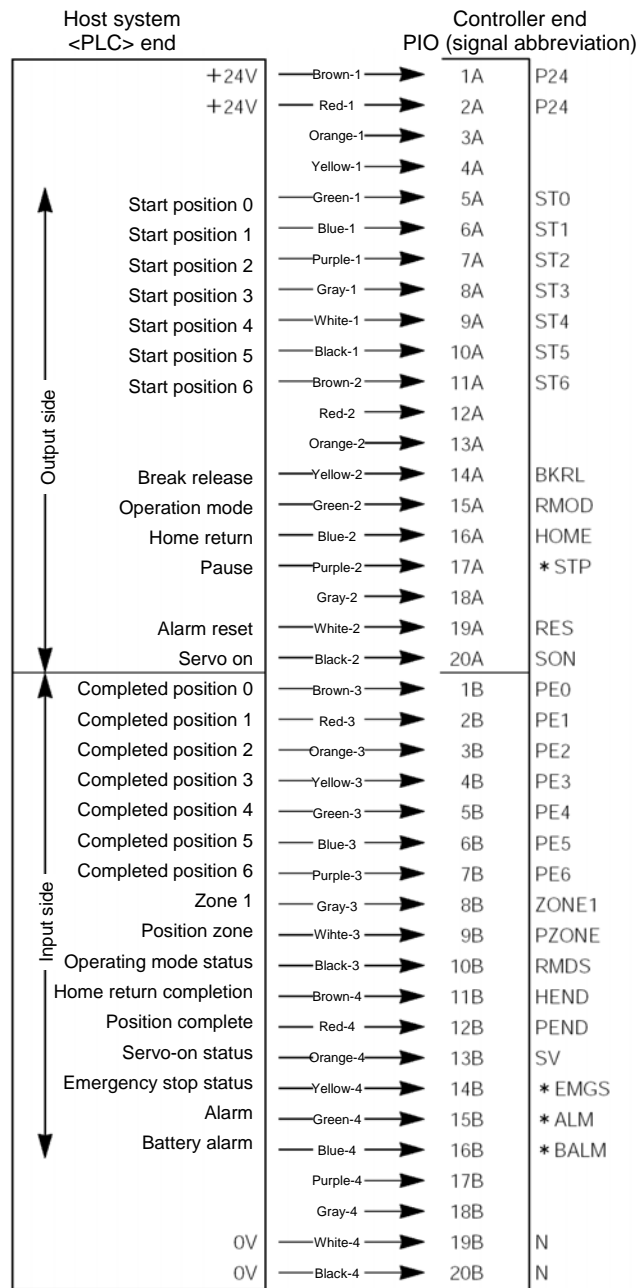 Host system Controller end
<PLC> end PIO (signal abbreviation)
+24V Brown-1 1A P24
+24V Red-1 2A P24
Orange-1 3A
Yellow-1 4A
Start position 0 Green-1 5A ST0
Start position 1 Blue-1 6A ST1
Start position 2 Purple-1 7A ST2
Start position 3 Gray-1 8A ST3
Start position 4 White-1 9A ST4
Start position 5 Black-1 10A ST5
Start position 6 Brown-2 11A ST6
Red-2 12A
Orange-2 13A
Output side
Break release Yellow-2 14A BKRL
Operation mode Green-2 15A RMOD
Home return Blue-2 16A HOME
Pause Purple-2 17A *STP
Gray-2 18A
Alarm reset White-2 19A RES
Servo on Black-2 20A SON
Completed position 0 Brown-3 1B PE0
Completed position 1 Red-3 2B PE1
Completed position 2 Orange-3 3B PE2
Completed position 3 Yellow-3 4B PE3
Completed position 4 Green-3 5B PE4
Completed position 5 Blue-3 6B PE5
Completed position 6 Purple-3 7B PE6
Zone 1 Gray-3 8B ZONE1
Input side
Position zone Wihte-3 9B PZONE
Operating mode status Black-3 10B RMDS
Home return completion Brown-4 11B HEND
Position complete Red-4 12B PEND
Servo-on status Orange-4 13B SV
Emergency stop status Yellow-4 14B *EMGS
Alarm Green-4 15B *ALM
Battery alarm Blue-4 16B *BALM
Purple-4 17B
Gray-4 18B
0V White-4 19B N
0V Black-4 20B N